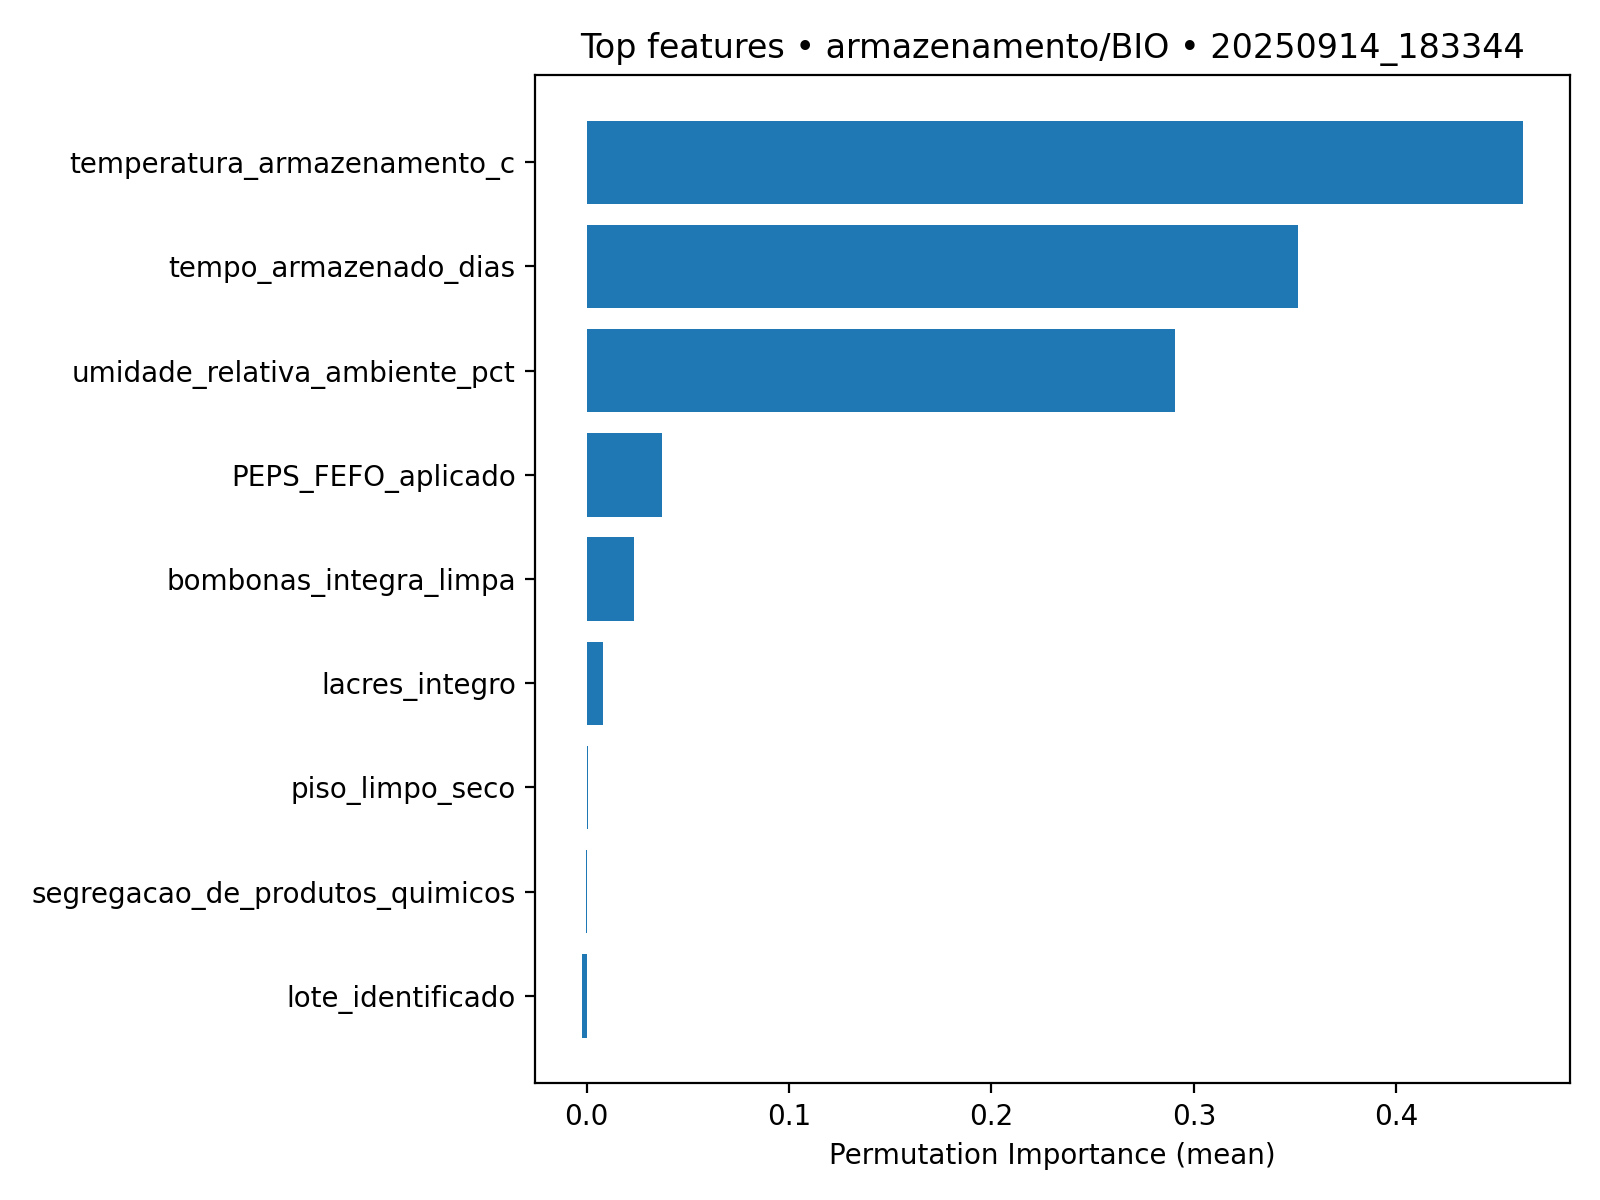 Top features • armazenamento/BIO • 20250914_183344
temperatura_armazenamento_c
tempo_armazenado_dias
umidade_relativa_ambiente_pct
PEPS_FEFO_aplicado
bombonas_integra_limpa
lacres_integro
piso_limpo_seco
segregacao_de_produtos_quimicos
lote_identificado
0.0 0.1 0.2 0.3 0.4
Permutation Importance (mean)